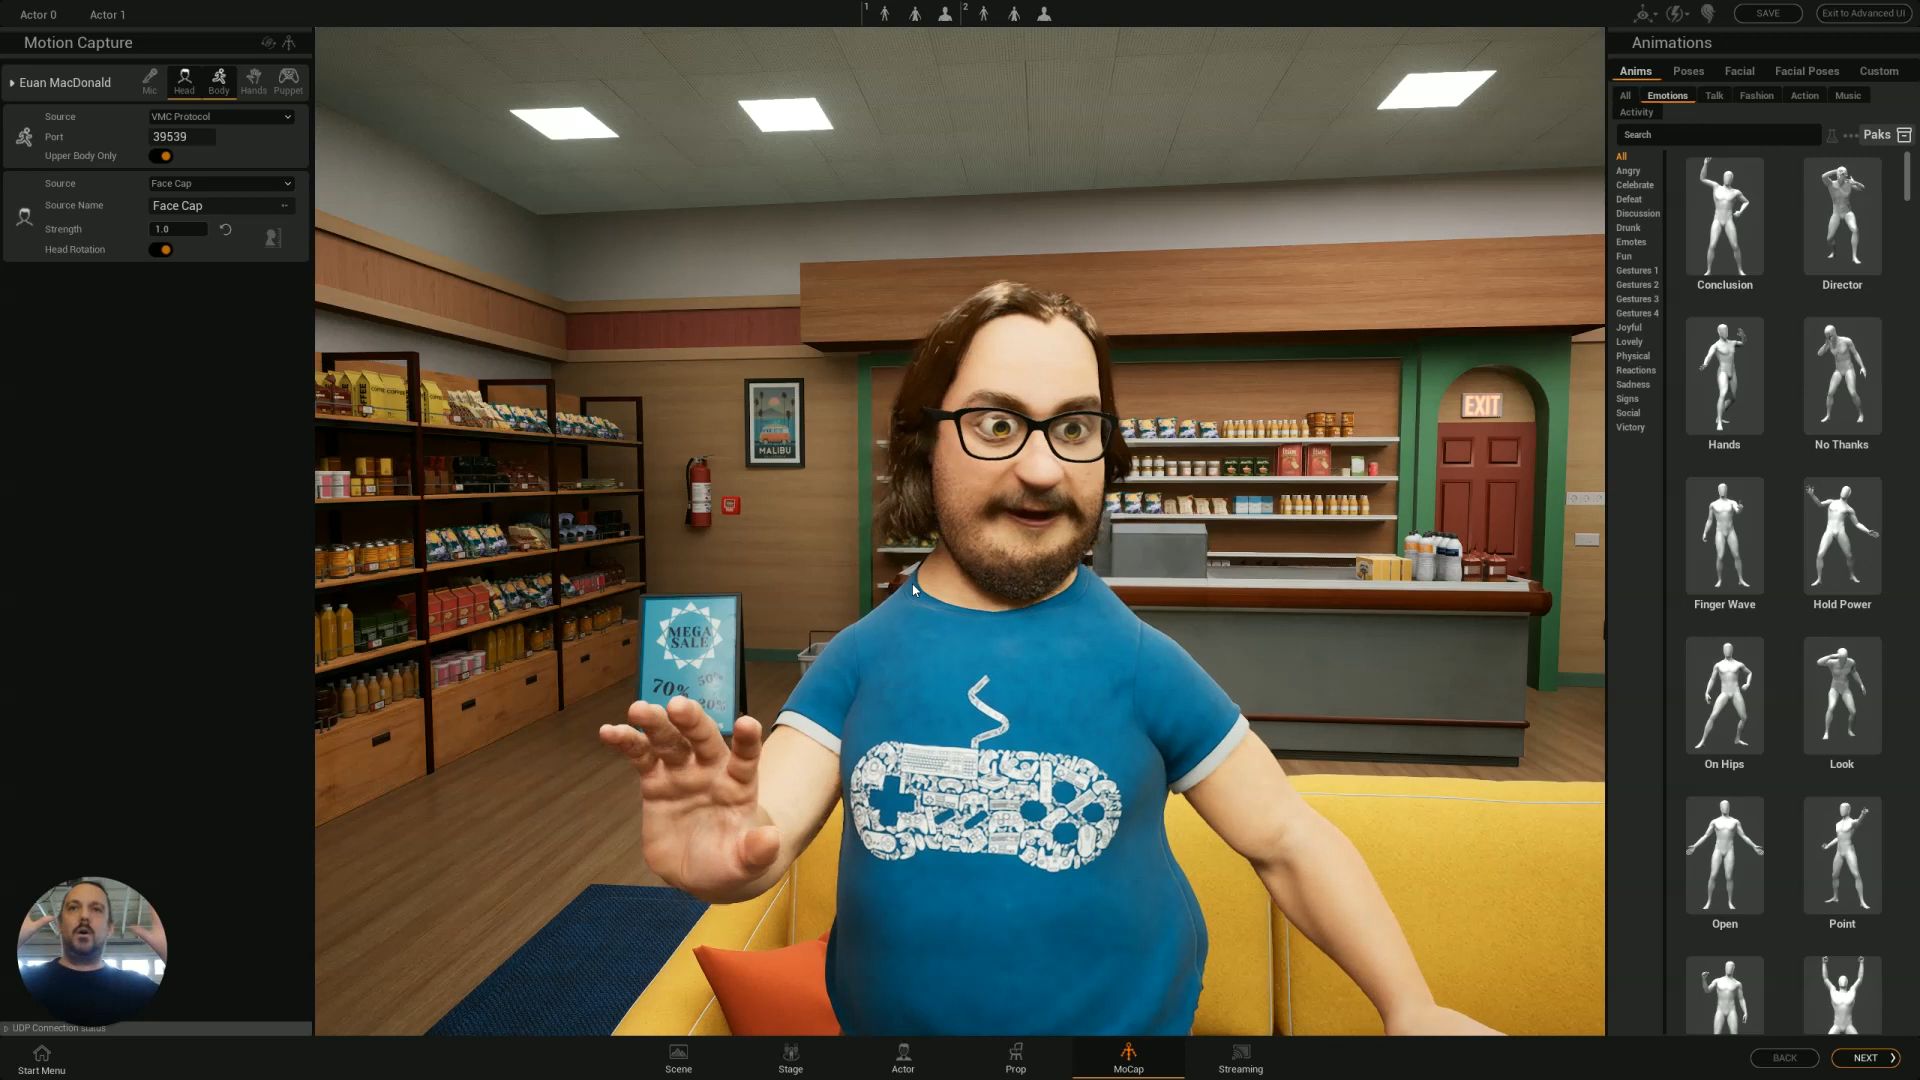 Actor 0
Actor 1
1
2
SAVE
Exit to Advanced UI
Motion Capture
Euan MacDonald
Mic
Head
Body
Hands
Puppet
Source
VMC Protocol
Port
39539
Upper Body Only
Source
Face Cap
Source Name
Face Cap
Strength
1.0
Head Rotation
UDP Connection status
MALIBU
EXIT
MEGA
SALE
70%
50%
Animations
Anims
Poses
Facial
Facial Poses
Custom
All
Emotions
Talk
Fashion
Action
Music
Activity
Search
Paks
All
Angry
Celebrate
Defeat
Discussion
Drunk
Emotes
Fun
Gestures 1
Gestures 2
Gestures 3
Gestures 4
Joyful
Lovely
Physical
Reactions
Sadness
Signs
Social
Victory
Conclusion
Director
Hands
No Thanks
Finger Wave
Hold Power
On Hips
Look
Open
Point
Start Menu
Scene
Stage
Actor
Prop
MoCap
Streaming
BACK
NEXT